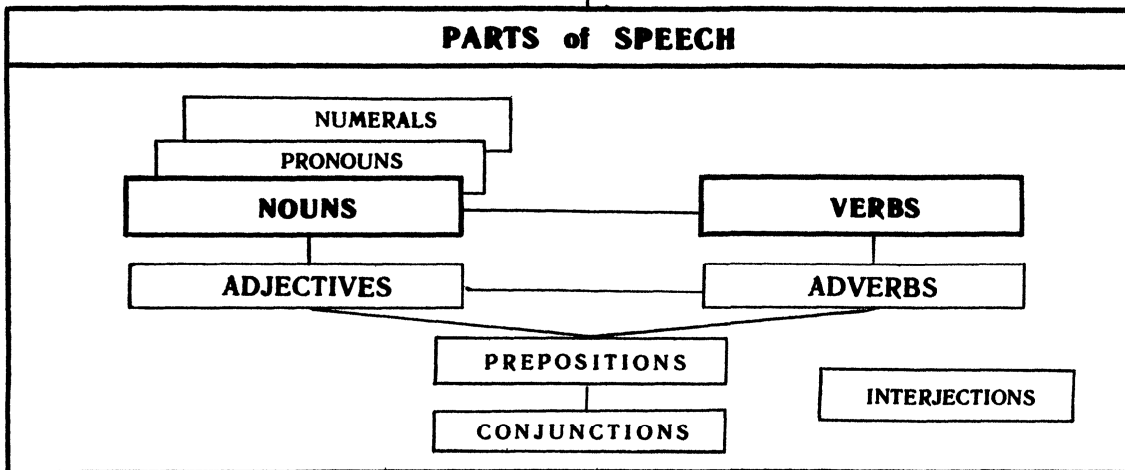 PARTS of SPEECH
NUMERALS
PRONOUNS
NOUNS
VERBS
ADJECTIVES
ADVERBS
PREPOSITIONS
INTERJECTIONS
CONJUNCTIONS